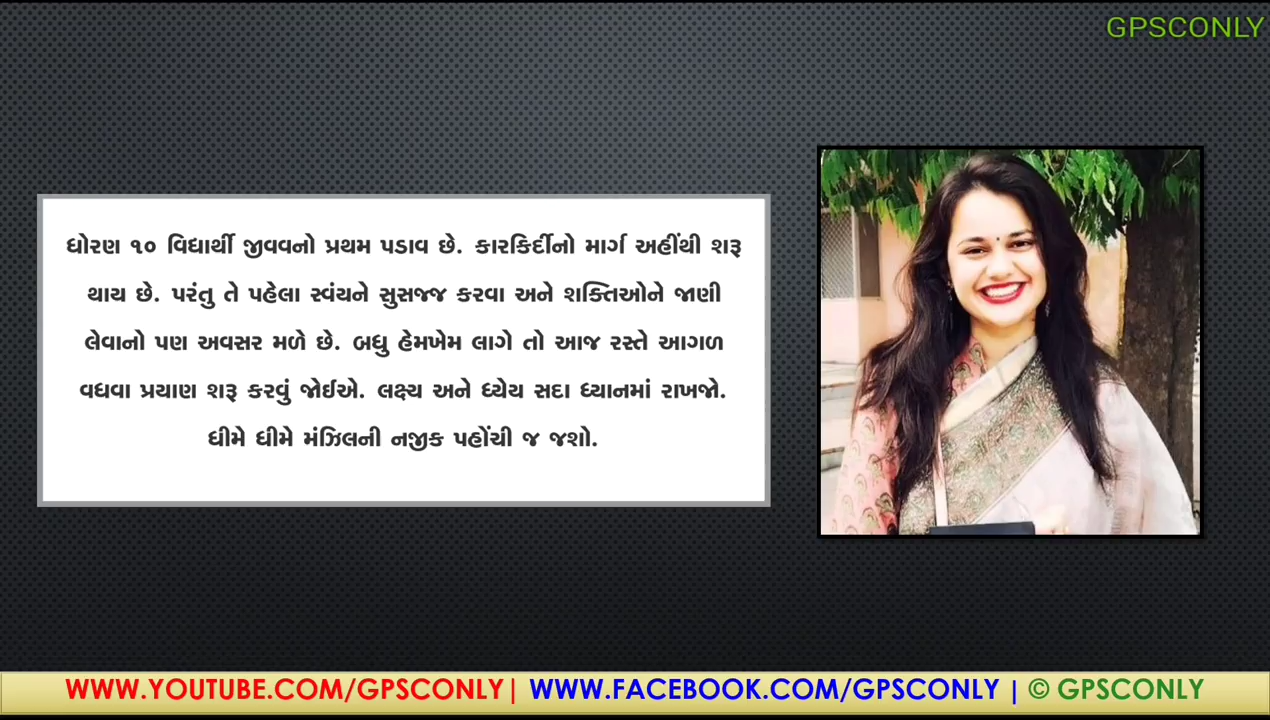 GPSCONLY
ધોરણ ૧૦ વિદ્યાર્થી જીવવનો પ્રથમ પડાવ છે. કારકિર્દીનો માર્ગ અહીંથી શરૂ
થાય છે. પરંતુ તે પહેલા સ્વંયને સુસજ્જ કરવા અને શક્તિઓને જાણી
લેવાનો પણ અવસર મળે છે. બધુ હેમખેમ લાગે તો આજ રસ્તે આગળ
વધવા પ્રયાણ શરૂ કરવું જોઈએ. લક્ષ્ય અને ધ્યેય સદા ધ્યાનમાં રાખજો.
ધીમે ધીમે મંઝિલની નજીક પહોંચી જ જશો.
WWW.YOUTUBE.COM/GPSCONLY| WWW.FACEBOOK.COM/GPSCONLY | © GPSCONLY